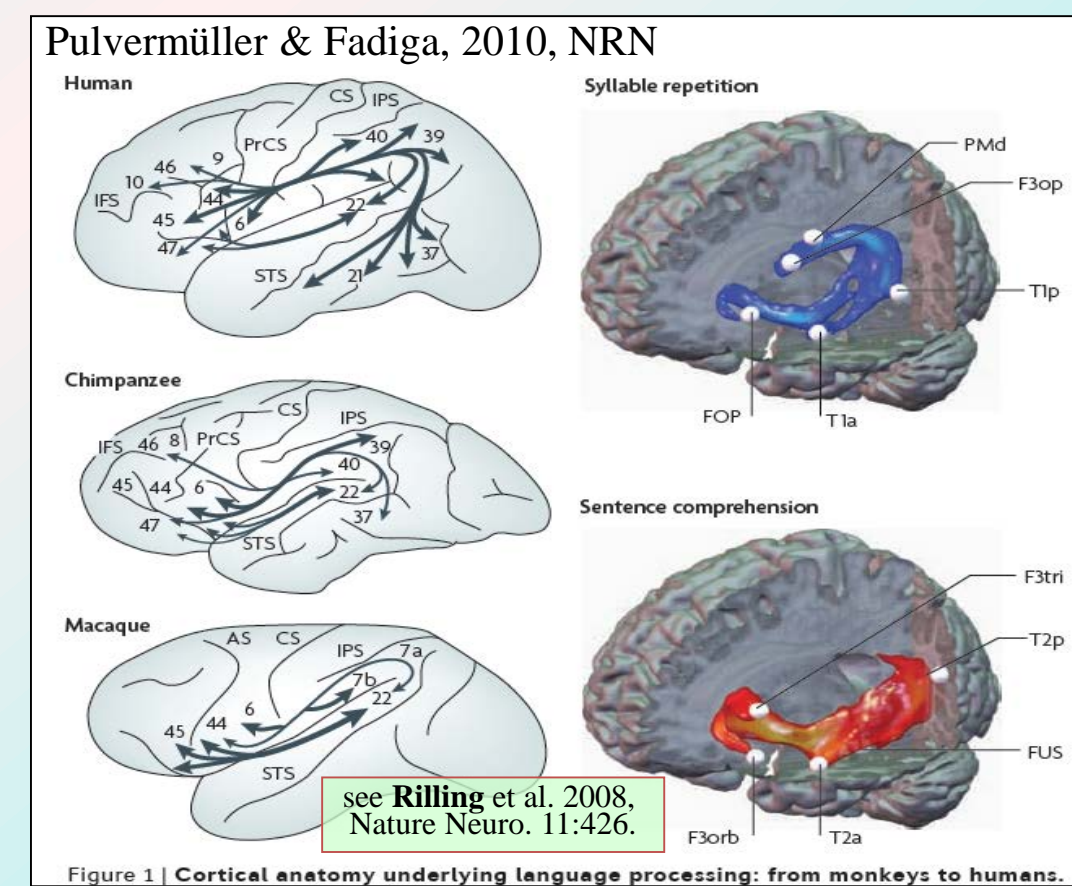 Pulvermüller & Fadiga, 2010, NRN
Human
CS
IPS
40
39
PrCS
9
46
10
44
IFS
45
6
22
47
37
STS
21
Syllable repetition
PMd
F3op
T1p
FOP
T1a
Chimpanzee
CS
IPS
IFS
46
8
PrCS
39
40
45
44
6
22
47
37
STS
Sentence comprehension
F3tri
T2p
FUS
F3orb
T2a
Macaque
AS
CS
IPS
7a
7b
22
6
44
45
STS
see Rilling et al. 2008,
Nature Neuro. 11:426.
Figure 1 | Cortical anatomy underlying language processing: from monkeys to humans.